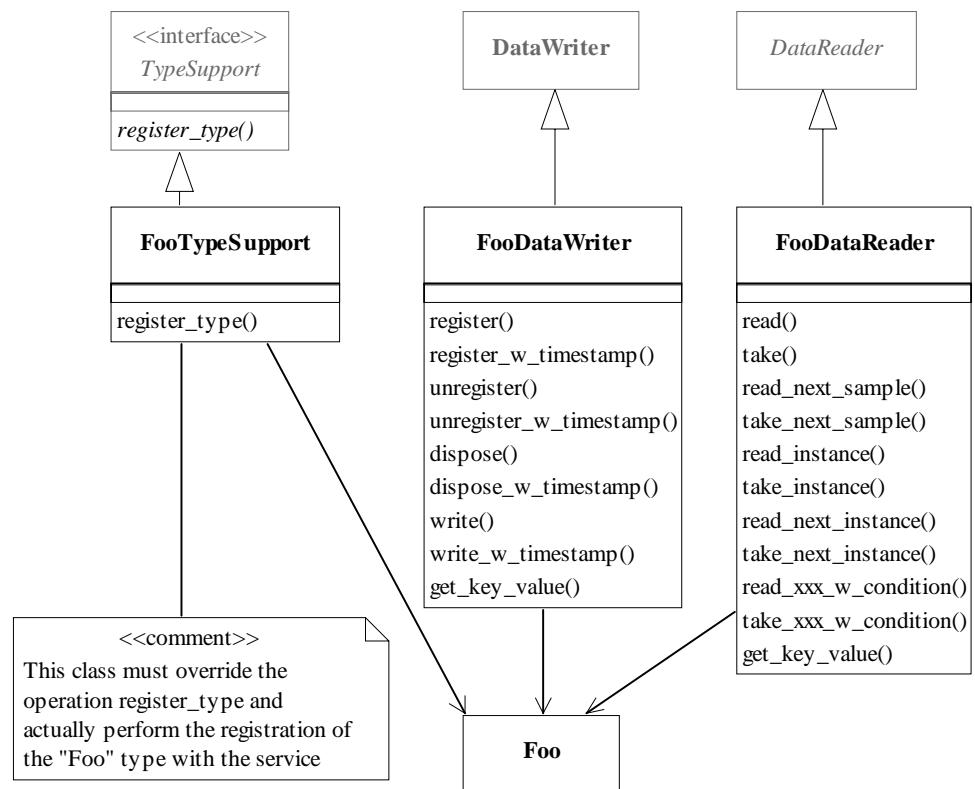 <<interface>>
TypeSupport
register_type()
DataWriter
DataReader
FooTypeSupport
register_type()
FooDataWriter
register()
register_w_timestamp()
unregister()
unregister_w_timestamp()
dispose()
dispose_w_timestamp()
write()
write_w_timestamp()
get_key_value()
FooDataReader
read()
take()
read_next_sample()
take_next_sample()
read_instance()
take_instance()
read_next_instance()
take_next_instance()
read_xxx_w_condition()
take_xxx_w_condition()
get_key_value()
<<comment>>
This class must override the
operation register_type and
actually perform the registration of
the "Foo" type with the service
Foo